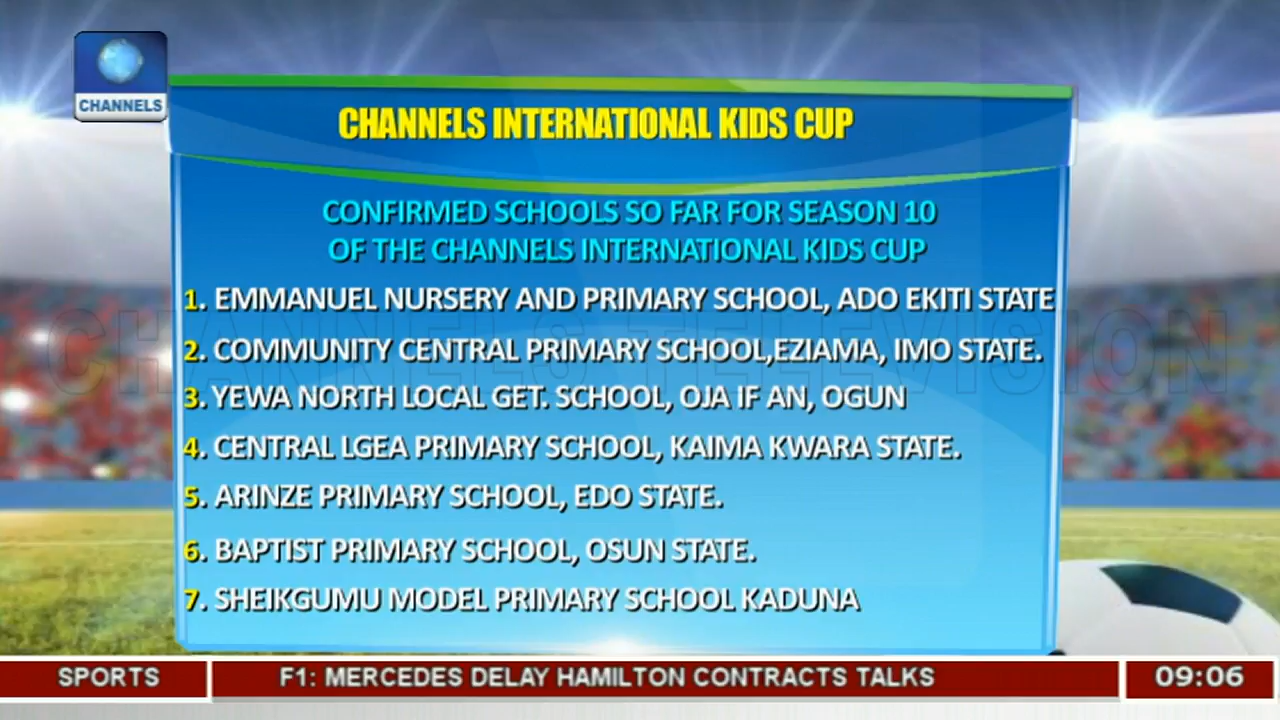 CHANNELS
CHANNELS INTERNATIONAL KIDS CUP
CONFIRMED SCHOOLS SO FAR FOR SEASON 10
OF THE CHANNELS INTERNATIONAL KIDS CUP
1. EMMANUEL NURSERY AND PRIMARY SCHOOL, ADO EKITI STATE
CHANNELS TELEVISION
2. COMMUNITY CENTRAL PRIMARY SCHOOL,EZIAMA, IMO STATE.
3. YEWA NORTH LOCAL GET. SCHOOL, OJA iF AN, OGUN
4. CENTRAL LGEA PRIMARY SCHOOL, KAIMA KWARA STATE.
5. ARINZE PRIMARY SCHOOL, EDO STATE.
6. BAPTIST PRIMARY SCHOOL, OSUN STATE.
7. SHEIKGUMU MODEL PRIMARY SCHOOL KADUNA
SPORTS F1: MERCEDES DELAY HAMILTON CONTRACTS TALKS 09:06